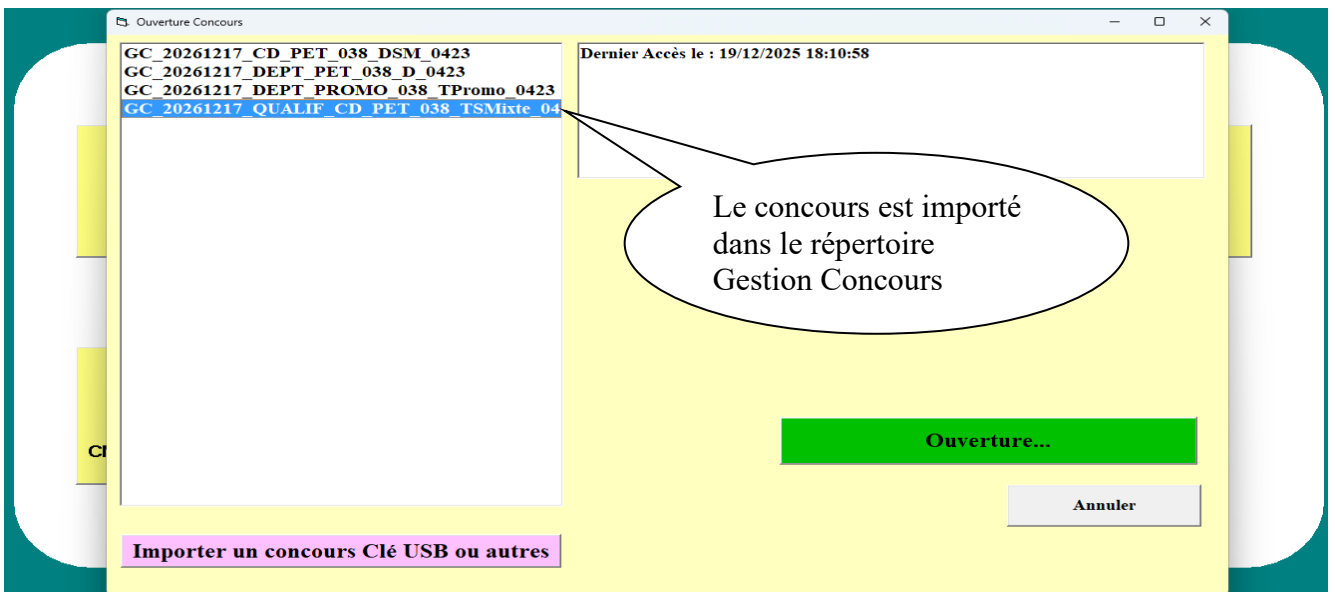 Ouverture Concours
GC_20261217_CD_PET_038_DSM_0423
GC_20261217_DEPT_PET_038_D_0423
GC_20261217_DEPT_PROMO_038_TPromo_0423
GC_20261217_QUALIF_CD_PET_038_TSMixte_04
Dernier Accès le : 19/12/2025 18:10:58
Le concours est importé
dans le répertoire
Gestion Concours
Ouverture...
Annuler
Importer un concours Clé USB ou autres